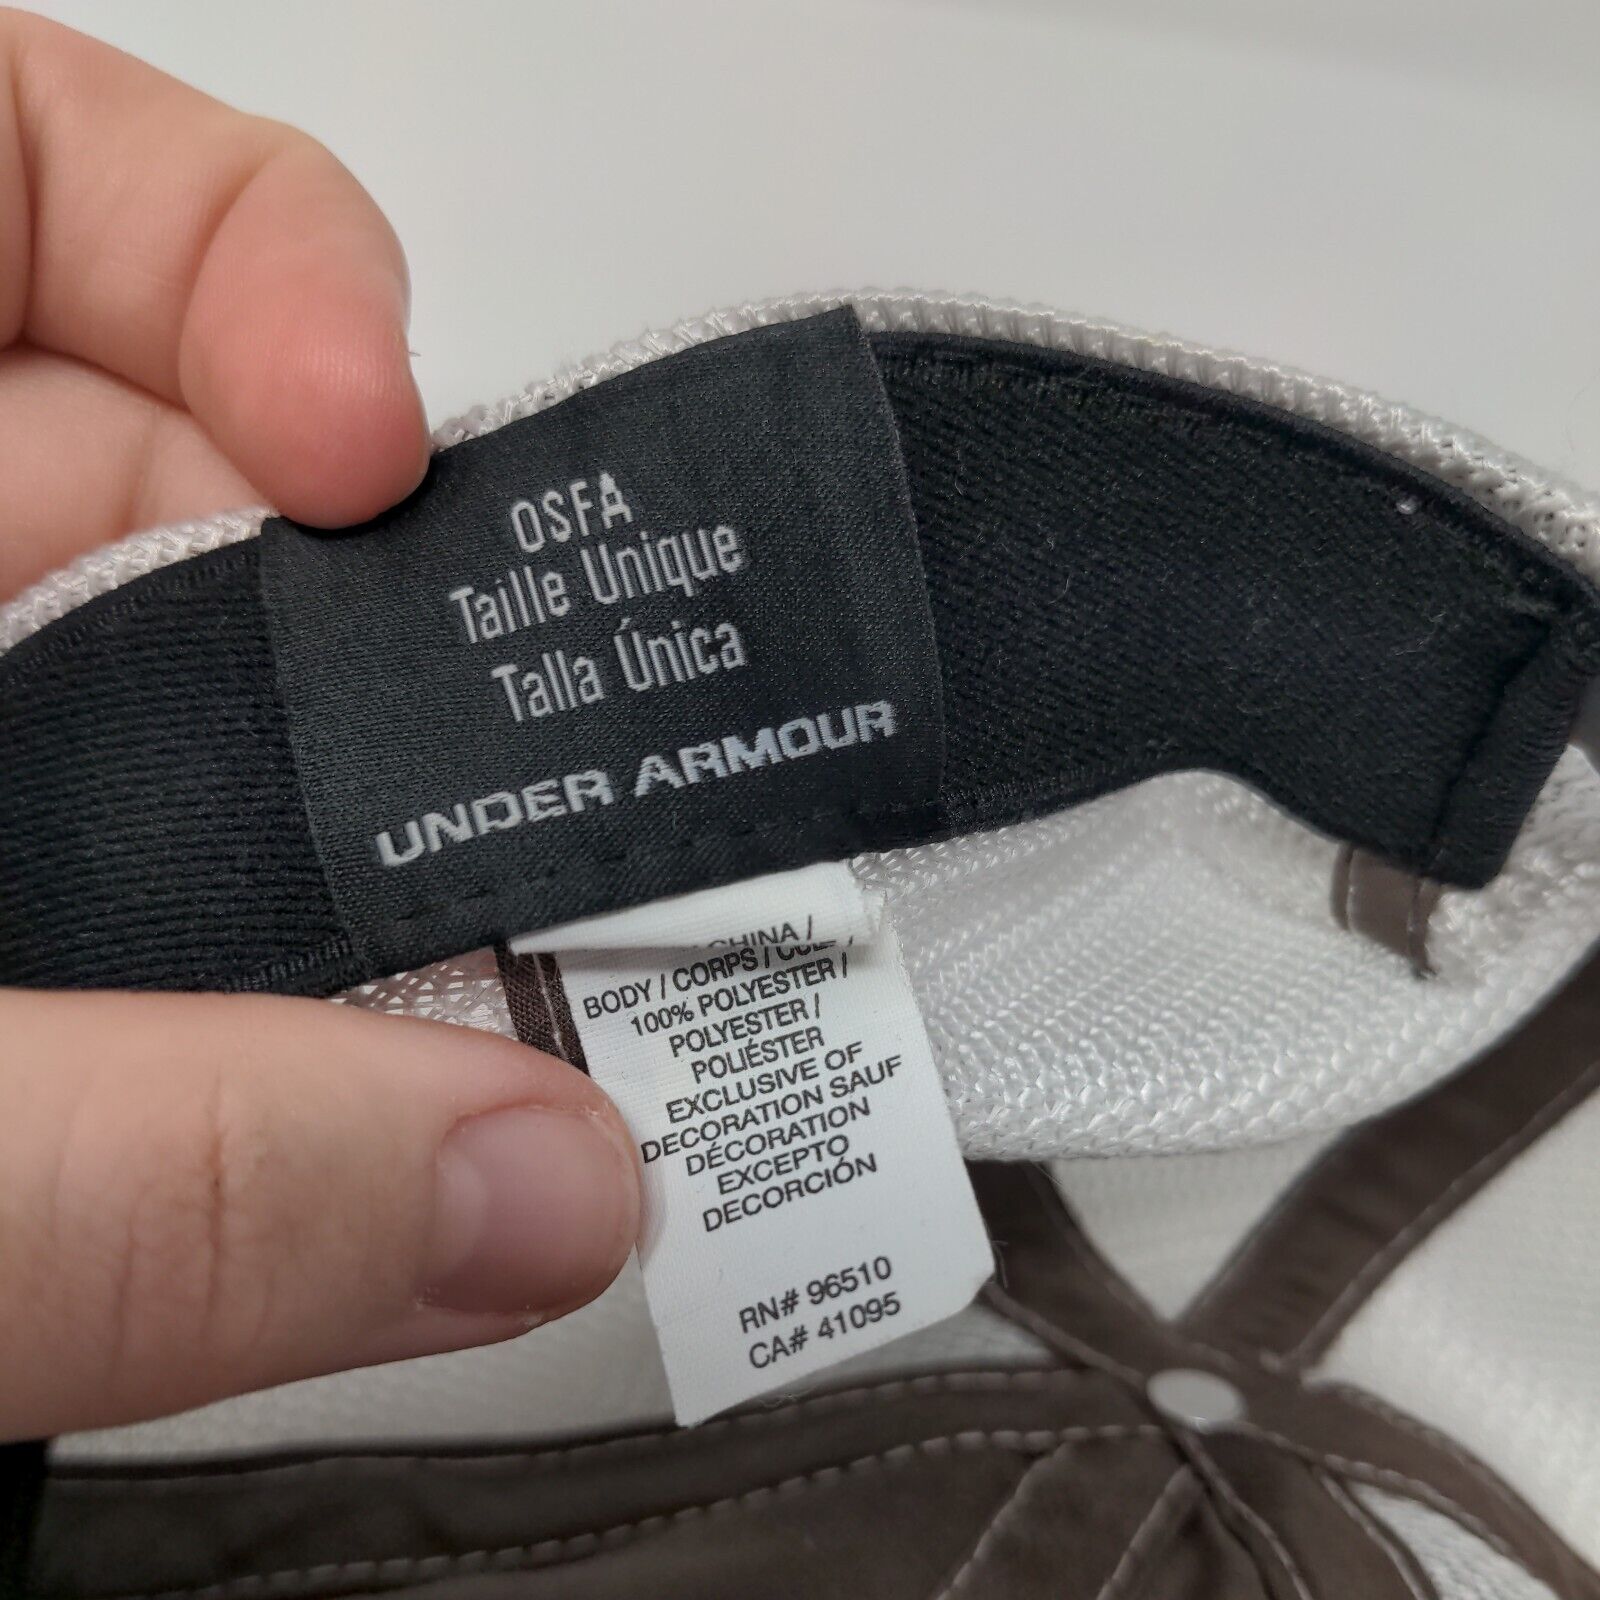 OSFA
Taille Unique
Talla Única
UNDER ARMOUR
CHINA /
BODY / CORPS /
100% POLYESTER /
POLYESTER /
POLIÉSTER
EXCLUSIVE OF
DECORATION SAUF
DÉCORATION
EXCEPTO
DECORCIÓN
RN# 96510
CA# 41095